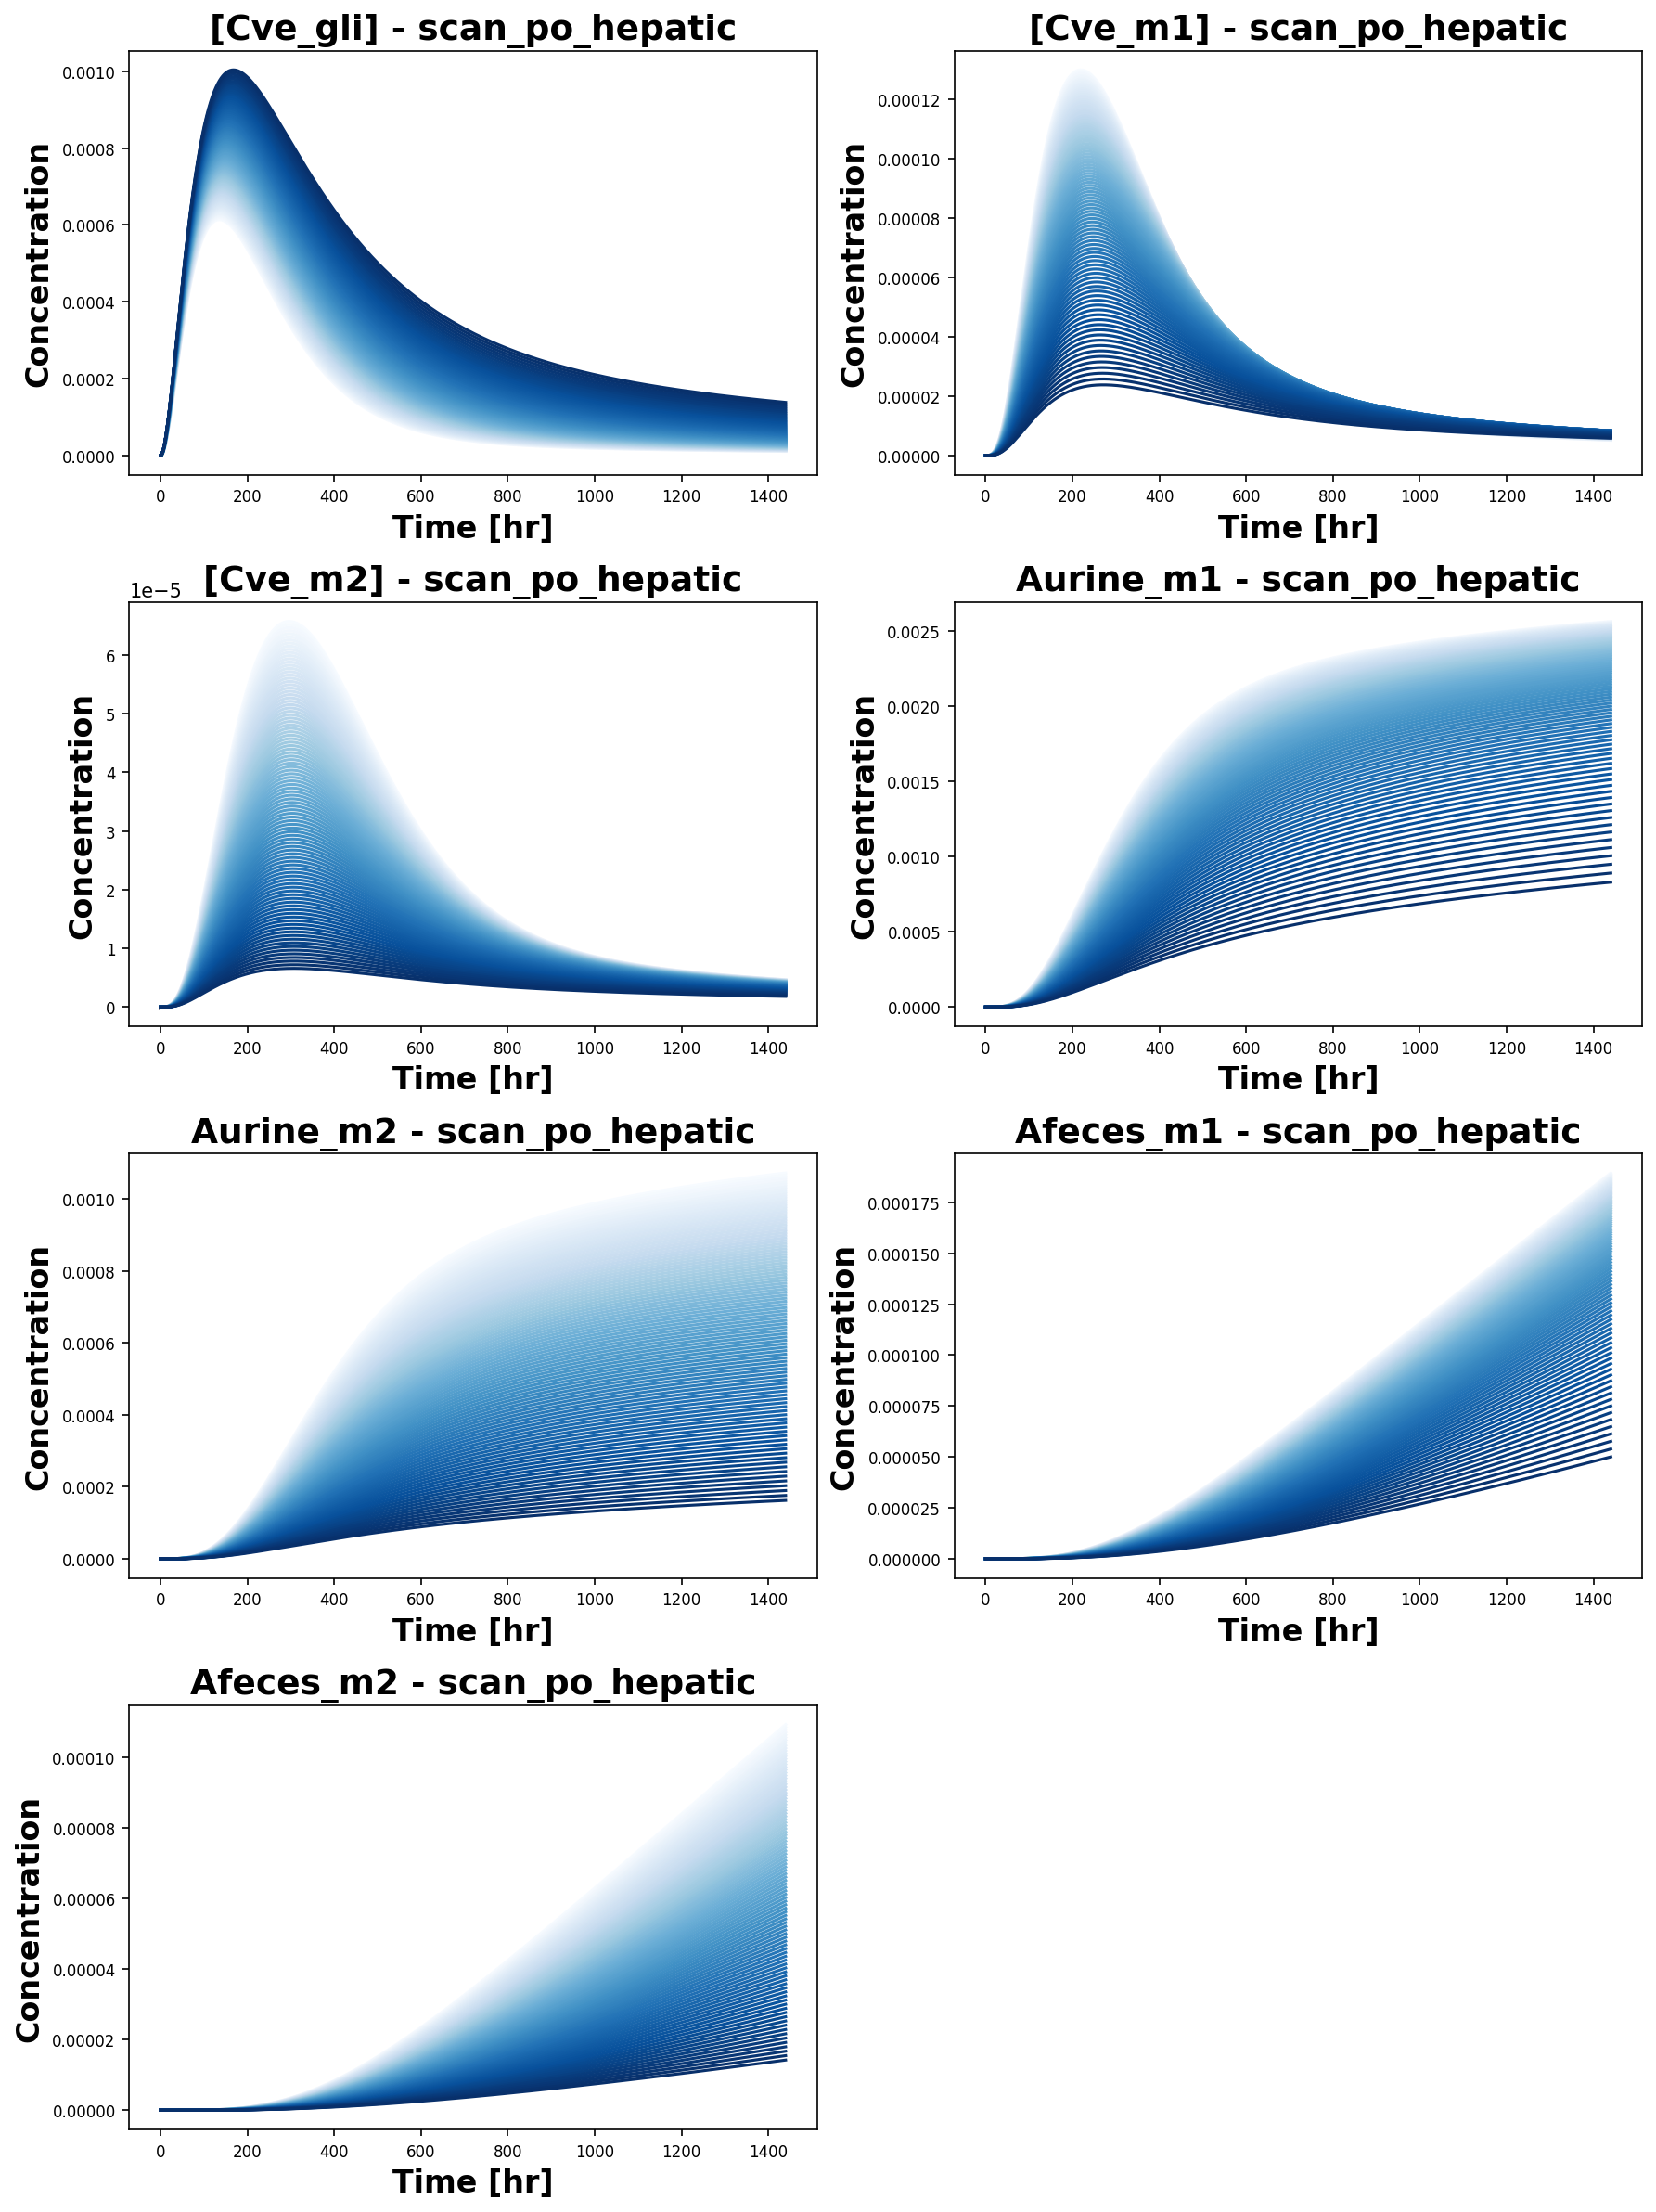 [Cve_gli] - scan_po_hepatic
Concentration
0.0010
0.0008
0.0006
0.0004
0.0002
0.0000
0 200 400 600 800 1000 1200 1400
Time [hr]
[Cve_m1] - scan_po_hepatic
Concentration
0.00012
0.00010
0.00008
0.00006
0.00004
0.00002
0.00000
0 200 400 600 800 1000 1200 1400
Time [hr]
[Cve_m2] - scan_po_hepatic
1e−5
Concentration
6
5
4
3
2
1
0
0 200 400 600 800 1000 1200 1400
Time [hr]
Aurine_m1 - scan_po_hepatic
Concentration
0.0025
0.0020
0.0015
0.0010
0.0005
0.0000
0 200 400 600 800 1000 1200 1400
Time [hr]
Aurine_m2 - scan_po_hepatic
Concentration
0.0010
0.0008
0.0006
0.0004
0.0002
0.0000
0 200 400 600 800 1000 1200 1400
Time [hr]
Afeces_m1 - scan_po_hepatic
Concentration
0.000175
0.000150
0.000125
0.000100
0.000075
0.000050
0.000025
0.000000
0 200 400 600 800 1000 1200 1400
Time [hr]
Afeces_m2 - scan_po_hepatic
Concentration
0.00010
0.00008
0.00006
0.00004
0.00002
0.00000
0 200 400 600 800 1000 1200 1400
Time [hr]